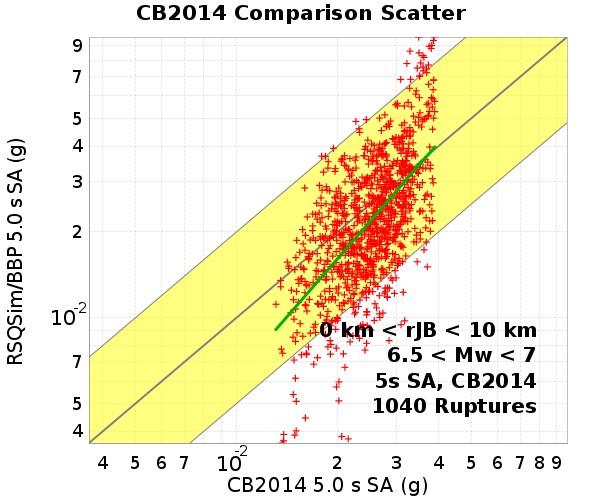 CB2014 Comparison Scatter
RSQSim/BBP 5.0 s SA (g)
9
7
5
4
3
2
10-2
7
5
4
0 km < rJB < 10 km
6.5 < Mw < 7
5s SA, CB2014
1040 Ruptures
4 5 6 7 10-2 2 3 4 5 6 7 8 9
CB2014 5.0 s SA (g)